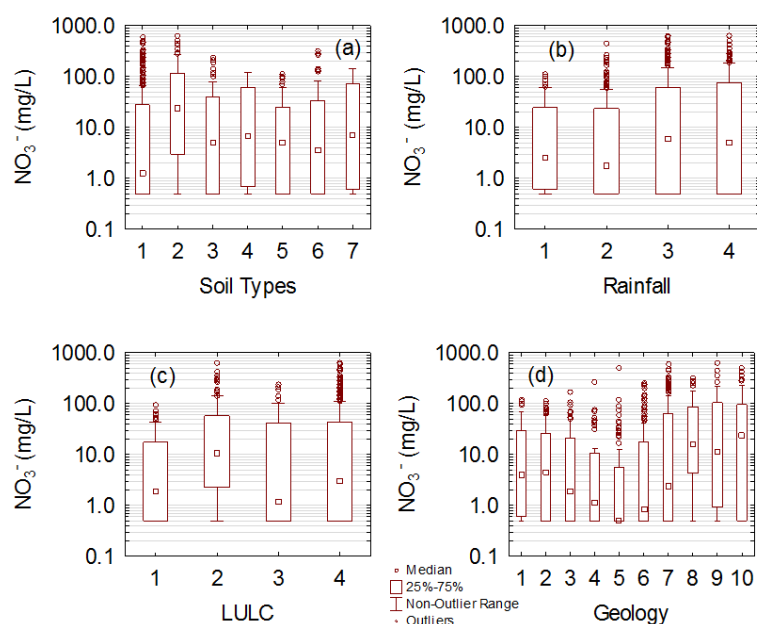 1000.0
100.0
10.0
1.0
0.1
NO₃⁻ (mg/L)
(a)
1 2 3 4 5 6 7
Soil Types
1000.0
100.0
10.0
1.0
0.1
NO₃⁻ (mg/L)
(b)
1 2 3 4
Rainfall
1000.0
100.0
10.0
1.0
0.1
NO₃⁻ (mg/L)
(c)
1 2 3 4
LULC
1000.0
100.0
10.0
1.0
0.1
NO₃⁻ (mg/L)
(d)
1 2 3 4 5 6 7 8 9 10
Geology
Median
25%-75%
Non-Outlier Range
Outliers